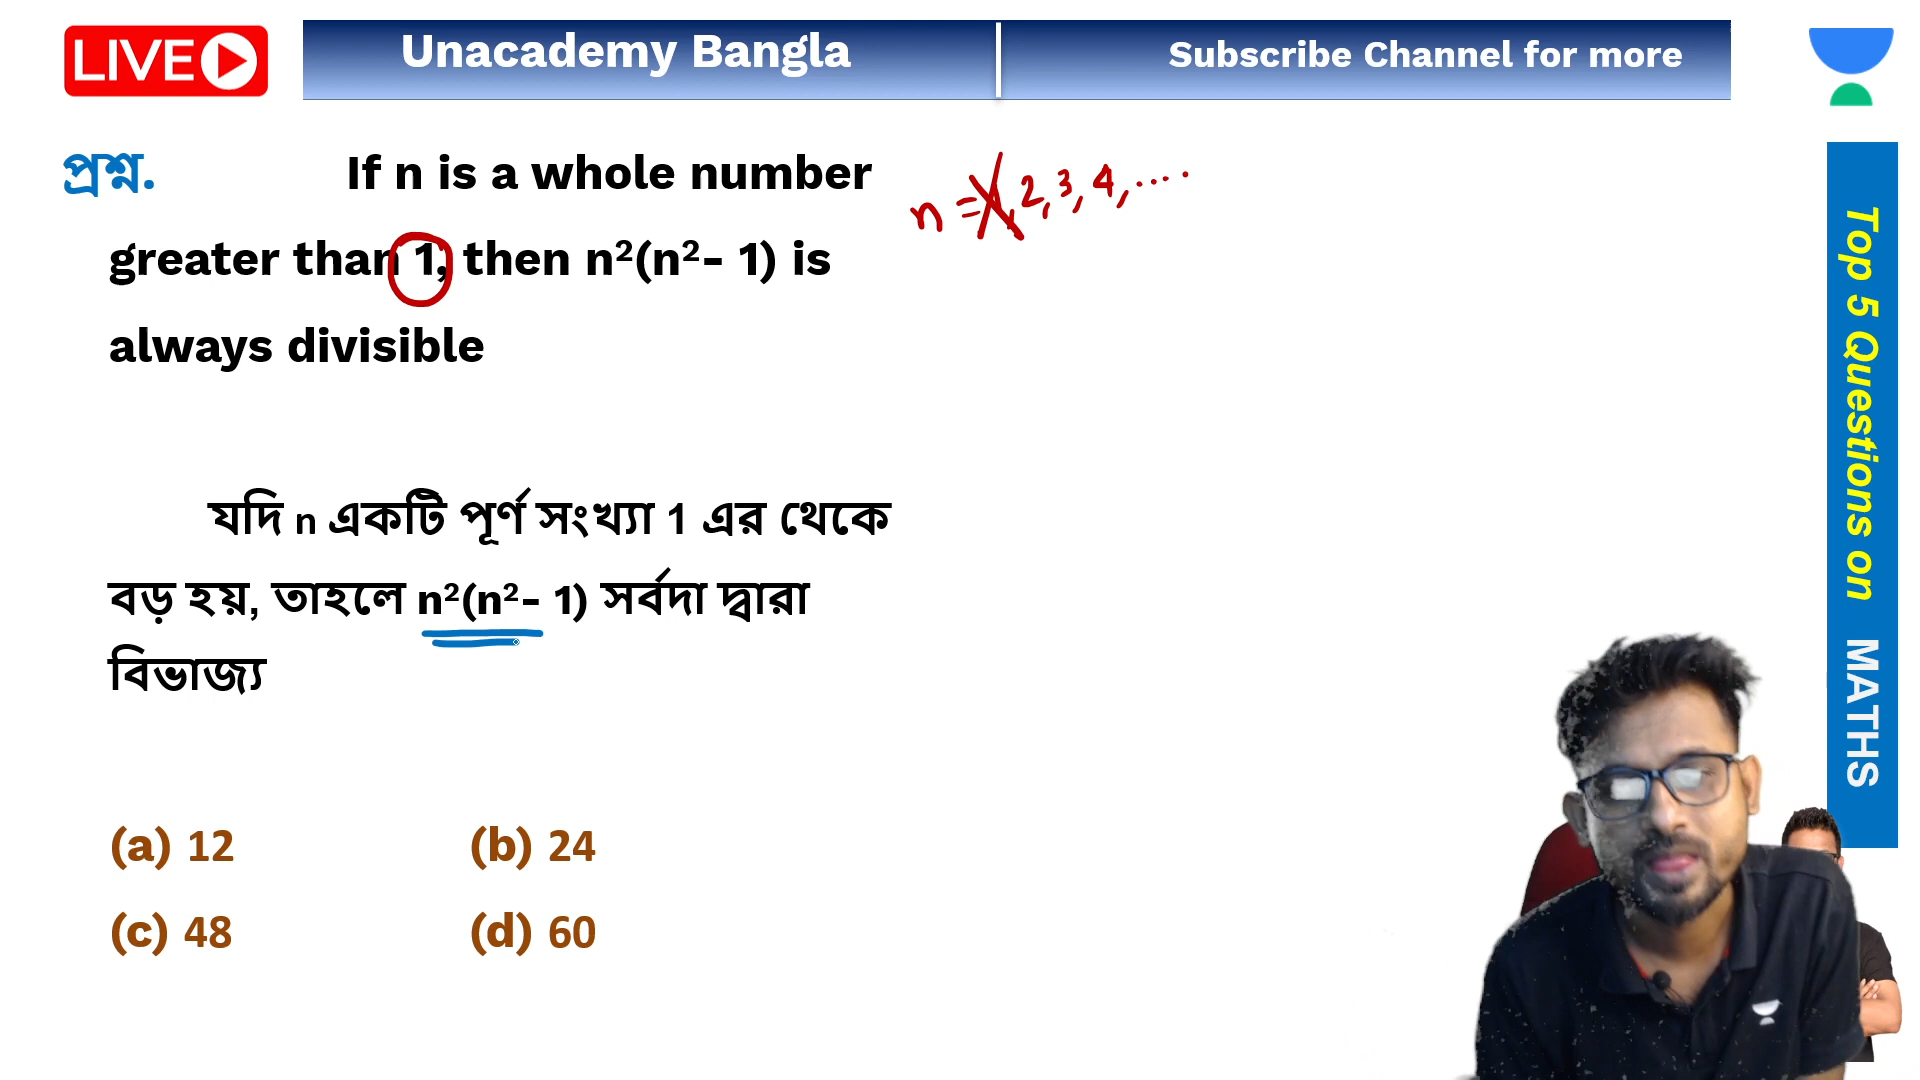 LIVE
Unacademy Bangla
Subscribe Channel for more
প্রশ্ন. If n is a whole number
greater than 1, then n²(n²- 1) is
always divisible
n = 1, 2, 3, 4, ....
যদি n একটি পূর্ণ সংখ্যা 1 এর থেকে
বড় হয়, তাহলে n²(n²- 1) সর্বদা দ্বারা
বিভাজ্য
(a) 12 (b) 24
(c) 48 (d) 60
Top 5 Questions on MATHS